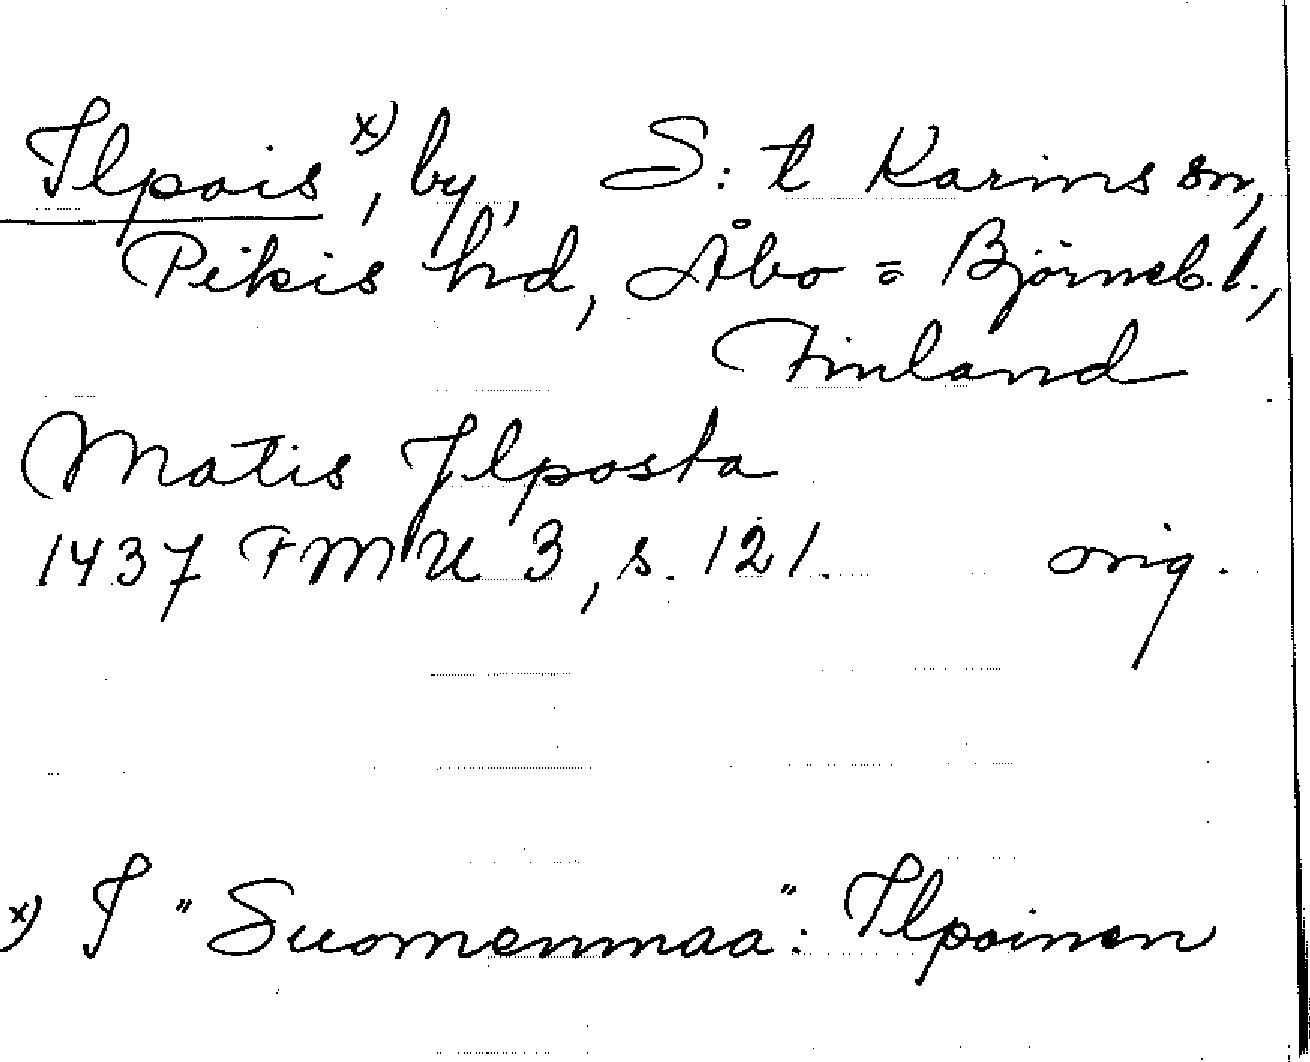 Ilpois x), by, S:t Karins sn,
Pikis hd, Åbo = Björneb. l.,
Finland
Matis Ilposta
1437 FMU 3, s. 121. orig.
x) I "Suomenmaa": Ilpoinen